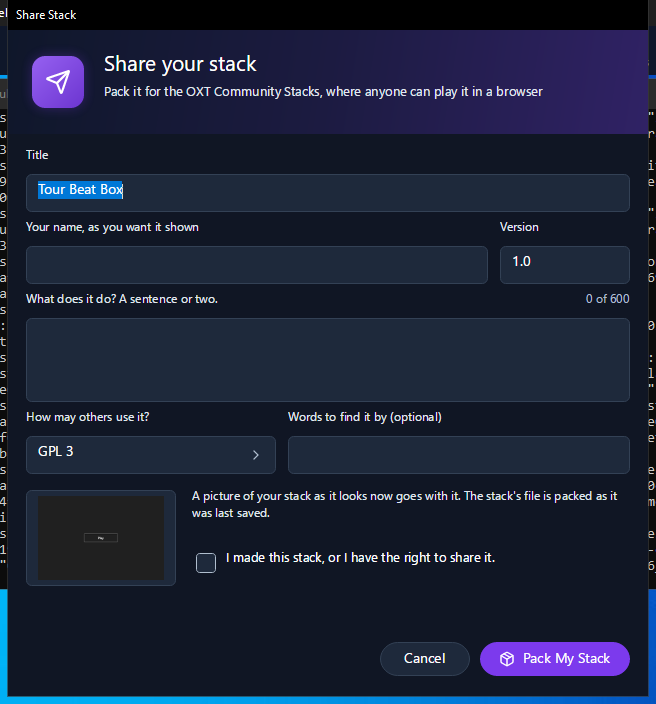 Share Stack
Share your stack
Pack it for the OXT Community Stacks, where anyone can play it in a browser
Title
Tour Beat Box
Your name, as you want it shown
Version
1.0
What does it do? A sentence or two.
0 of 600
How may others use it?
Words to find it by (optional)
GPL 3
A picture of your stack as it looks now goes with it. The stack's file is packed as it
was last saved.
Play
I made this stack, or I have the right to share it.
Cancel
Pack My Stack